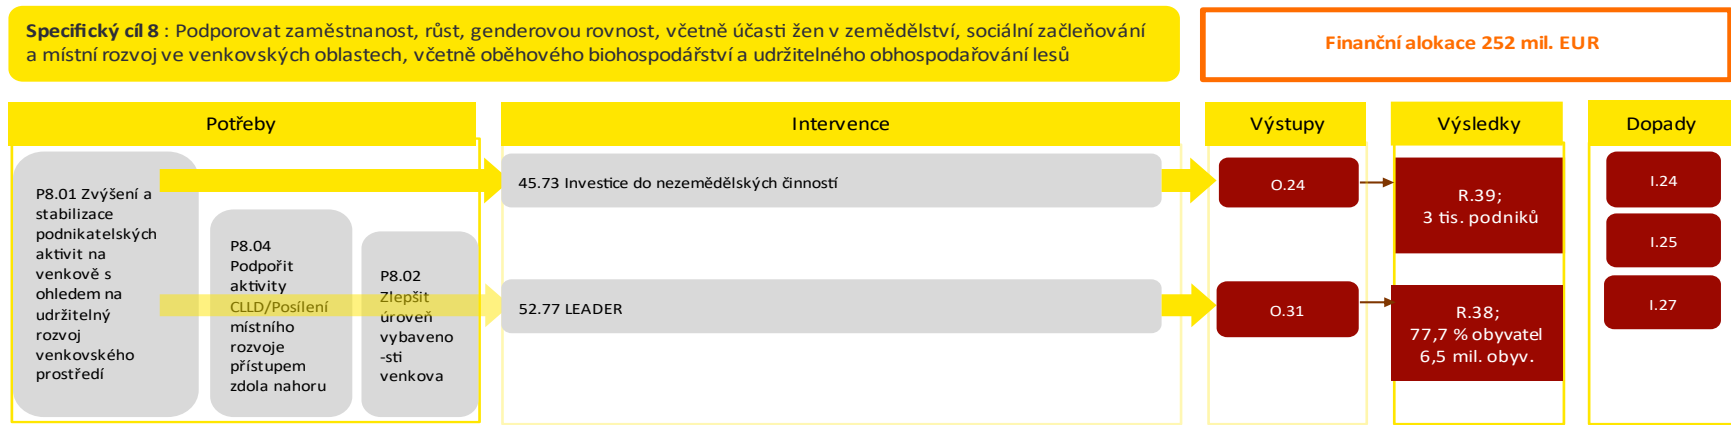 Specifický cíl 8 : Podporovat zaměstnanost, růst, genderovou rovnost, včetně účasti žen v zemědělství, sociální začleňování
a místní rozvoj ve venkovských oblastech, včetně oběhového biohospodářství a udržitelného obhospodařování lesů
Finanční alokace 252 mil. EUR
Potřeby
Intervence
Výstupy
Výsledky
Dopady
P8.01 Zvýšení a
stabilizace
podnikatelských
aktivit na
venkově s
ohledem na
udržitelný
rozvoj
venkovského
prostředí
P8.04
Podpořit
aktivity
CLLD/Posílení
místního
rozvoje
přístupem
zdola nahoru
P8.02
Zlepšit
úroveň
vybaveno
-sti
venkova
45.73 Investice do nezemědělských činností
52.77 LEADER
O.24
O.31
R.39;
3 tis. podniků
R.38;
77,7 % obyvatel
6,5 mil. obyv.
I.24
I.25
I.27